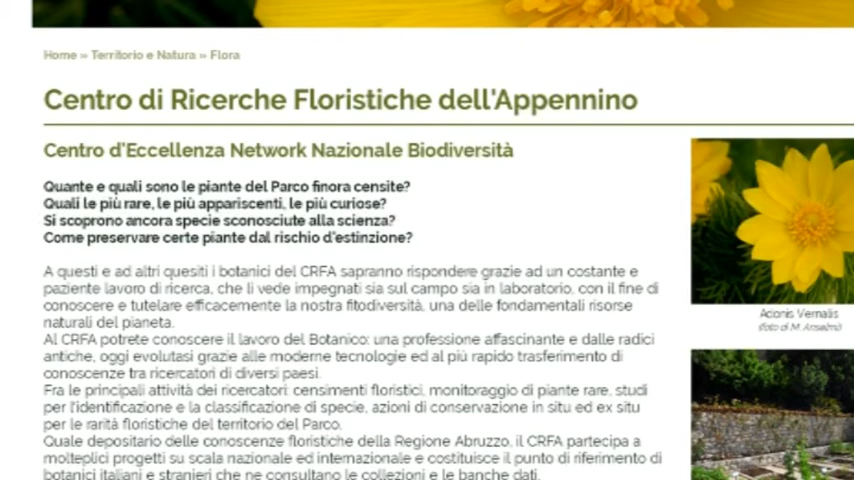 Home » Territorio e Natura » Flora
Centro di Ricerche Floristiche dell'Appennino
Centro d'Eccellenza Network Nazionale Biodiversità
Quante e quali sono le piante del Parco finora censite?
Quali le più rare, le più appariscenti, le più curiose?
Si scoprono ancora specie sconosciute alla scienza?
Come preservare certe piante dal rischio d'estinzione?
A questi e ad altri quesiti i botanici del CRFA sapranno rispondere grazie ad un costante e
paziente lavoro di ricerca, che li vede impegnati sia sul campo sia in laboratorio, con il fine di
conoscere e tutelare efficacemente la nostra fitodiversità, una delle fondamentali risorse
naturali del pianeta.
Al CRFA potrete conoscere il lavoro del Botanico: una professione affascinante e dalle radici
antiche, oggi evolutasi grazie alle moderne tecnologie ed al più rapido trasferimento di
conoscenze tra ricercatori di diversi paesi.
Fra le principali attività dei ricercatori: censimenti floristici, monitoraggio di piante rare, studi
per l'identificazione e la classificazione di specie, azioni di conservazione in situ ed ex situ
per le rarità floristiche del territorio del Parco.
Quale depositario delle conoscenze floristiche della Regione Abruzzo, il CRFA partecipa a
molteplici progetti su scala nazionale ed internazionale e costituisce il punto di riferimento di
botanici italiani e stranieri che ne consultano le collezioni e le banche dati.
Adonis Vernalis
(foto di M. Anselmi)